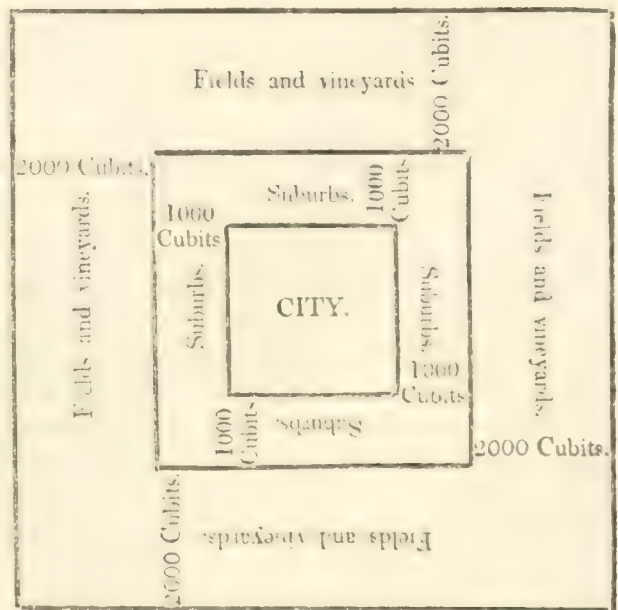 Fields and vineyards
2000 Cubits.
2000 Cubits.
Suburbs.
1000
Cubits
1000
Cubits
Fields and vineyards.
Suburbs.
CITY.
Suburbs.
Fields and vineyards.
1000
Cubits
1000
Cubits
Suburbs.
2000 Cubits.
2000 Cubits.
Fields and vineyards.